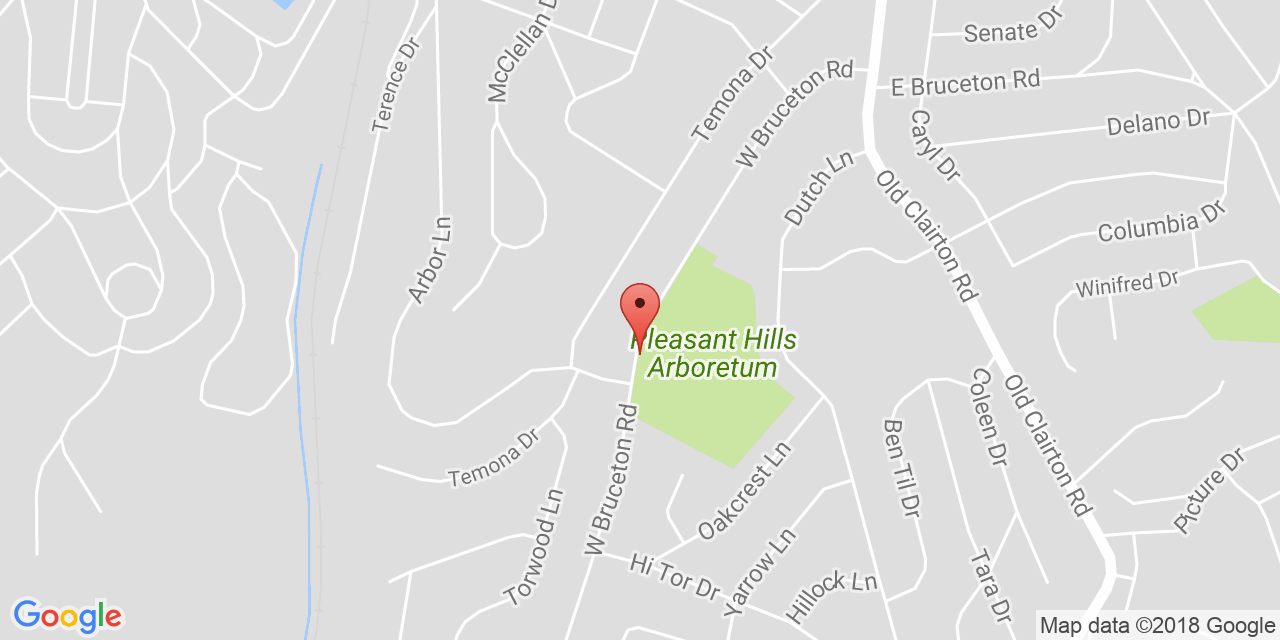 Senate Dr
McClellan D
Terence Dr
Temona Dr
W Bruceton Rd
E Bruceton Rd
Delano Dr
Caryl Dr
Dutch Ln
Old Clairton Rd
Columbia Dr
Arbor Ln
Winifred Dr
Pleasant Hills
Arboretum
Coleen Dr
Old Clairton Rd
Temona Dr
W Bruceton Rd
Ben Til Dr
Oakcrest Ln
Picture Dr
Torwood Ln
Hi Tor Dr
Yarrow Ln
Hillock Ln
Tara Dr
Google
Map data ©2018 Google